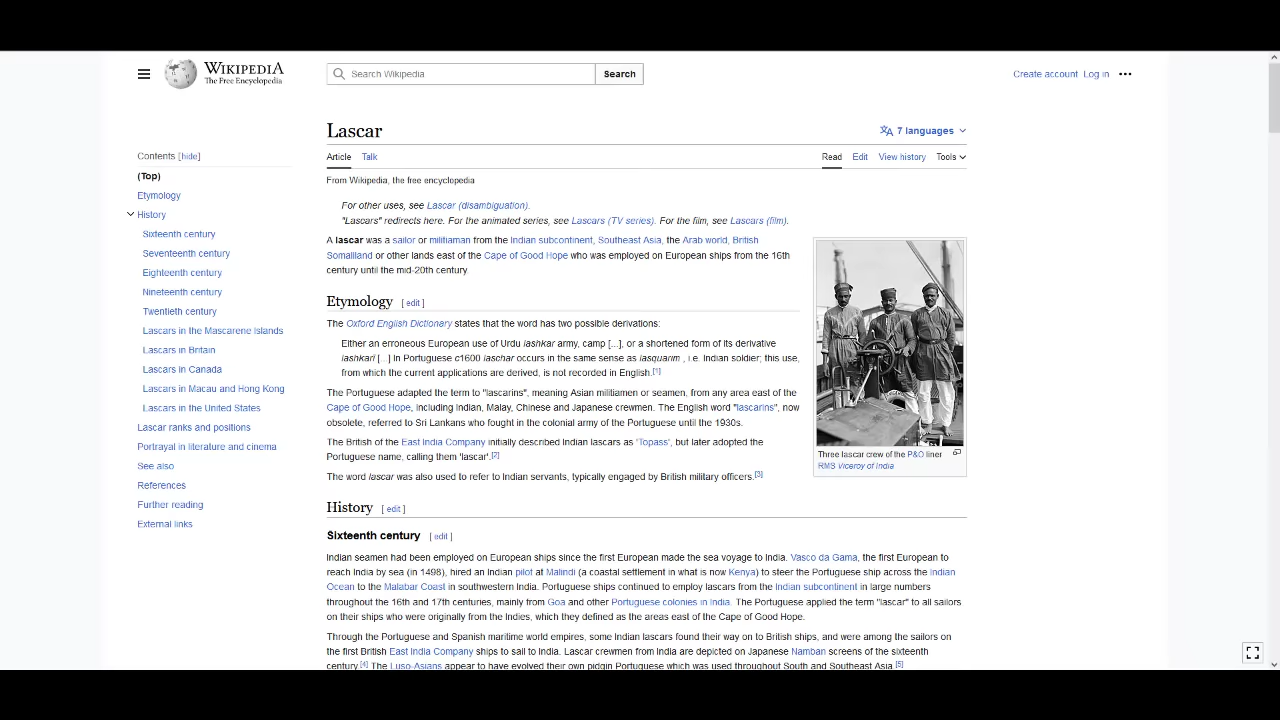 WIKIPEDIA
The Free Encyclopedia
Search Wikipedia
Search
Create account Log in
Lascar
7 languages
Contents [hide]
(Top)
Etymology
History
Sixteenth century
Seventeenth century
Eighteenth century
Nineteenth century
Twentieth century
Lascars in the Mascarene Islands
Lascars in Britain
Lascars in Canada
Lascars in Macau and Hong Kong
Lascars in the United States
Lascar ranks and positions
Portrayal in literature and cinema
See also
References
Further reading
External links
Article Talk
Read Edit View history Tools
From Wikipedia, the free encyclopedia
For other uses, see Lascar (disambiguation).
"Lascars" redirects here. For the animated series, see Lascars (TV series). For the film, see Lascars (film).
A lascar was a sailor or militiaman from the Indian subcontinent, Southeast Asia, the Arab world, British
Somaliland or other lands east of the Cape of Good Hope who was employed on European ships from the 16th
century until the mid-20th century.
Three lascar crew of the P&O liner
RMS Viceroy of India
Etymology [ edit ]
The Oxford English Dictionary states that the word has two possible derivations:
Either an erroneous European use of Urdu lashkar army, camp [...], or a shortened form of its derivative
lashkarī [...] In Portuguese c1600 laschar occurs in the same sense as lasquarm , i.e. Indian soldier; this use,
from which the current applications are derived, is not recorded in English.[1]
The Portuguese adapted the term to "lascarins", meaning Asian militiamen or seamen, from any area east of the
Cape of Good Hope, including Indian, Malay, Chinese and Japanese crewmen. The English word "lascarins", now
obsolete, referred to Sri Lankans who fought in the colonial army of the Portuguese until the 1930s.
The British of the East India Company initially described Indian lascars as 'Topass', but later adopted the
Portuguese name, calling them 'lascar'.[2]
The word lascar was also used to refer to Indian servants, typically engaged by British military officers.[3]
History [ edit ]
Sixteenth century [ edit ]
Indian seamen had been employed on European ships since the first European made the sea voyage to India. Vasco da Gama, the first European to
reach India by sea (in 1498), hired an Indian pilot at Malindi (a coastal settlement in what is now Kenya) to steer the Portuguese ship across the Indian
Ocean to the Malabar Coast in southwestern India. Portuguese ships continued to employ lascars from the Indian subcontinent in large numbers
throughout the 16th and 17th centuries, mainly from Goa and other Portuguese colonies in India. The Portuguese applied the term "lascar" to all sailors
on their ships who were originally from the Indies, which they defined as the areas east of the Cape of Good Hope.
Through the Portuguese and Spanish maritime world empires, some Indian lascars found their way on to British ships, and were among the sailors on
the first British East India Company ships to sail to India. Lascar crewmen from India are depicted on Japanese Namban screens of the sixteenth
century.[4] The Luso-Asians appear to have evolved their own pidgin Portuguese which was used throughout South and Southeast Asia.[5]